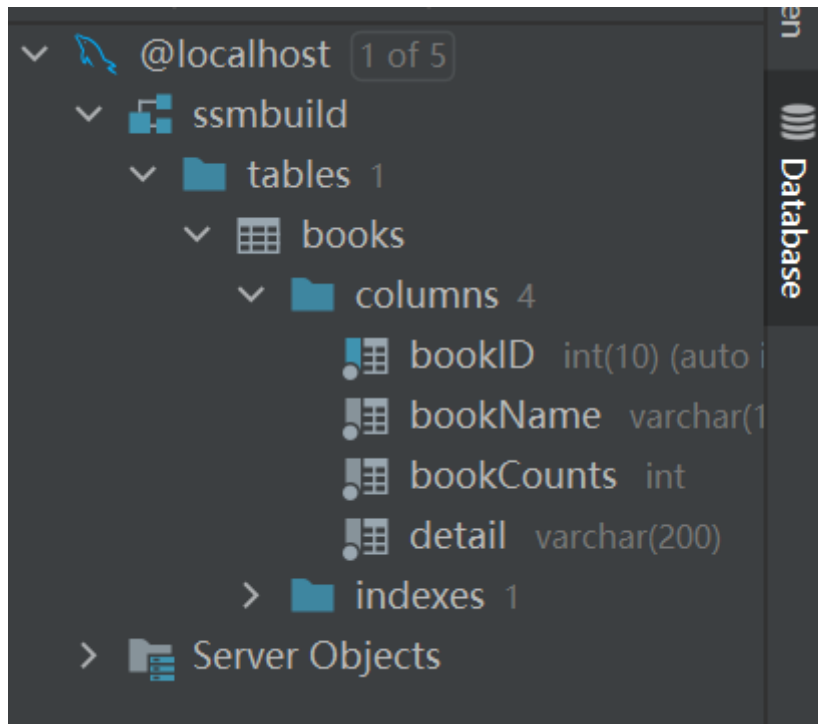 @localhost 1 of 5
ssmbuild
tables 1
books
columns 4
bookID int(10) (auto
bookName varchar(1
bookCounts int
detail varchar(200)
indexes 1
Server Objects
en
Database